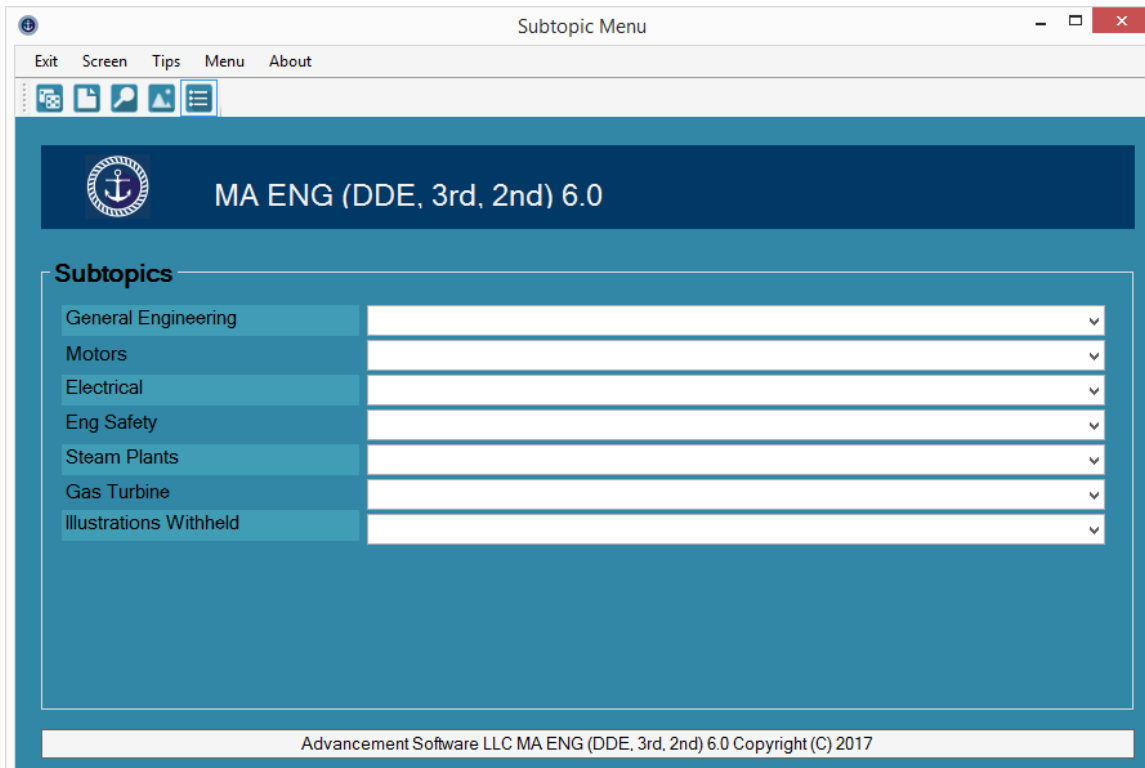 Subtopic Menu
Exit Screen Tips Menu About
MA ENG (DDE, 3rd, 2nd) 6.0
Subtopics
General Engineering
Motors
Electrical
Eng Safety
Steam Plants
Gas Turbine
Illustrations Withheld
Advancement Software LLC MA ENG (DDE, 3rd, 2nd) 6.0 Copyright (C) 2017